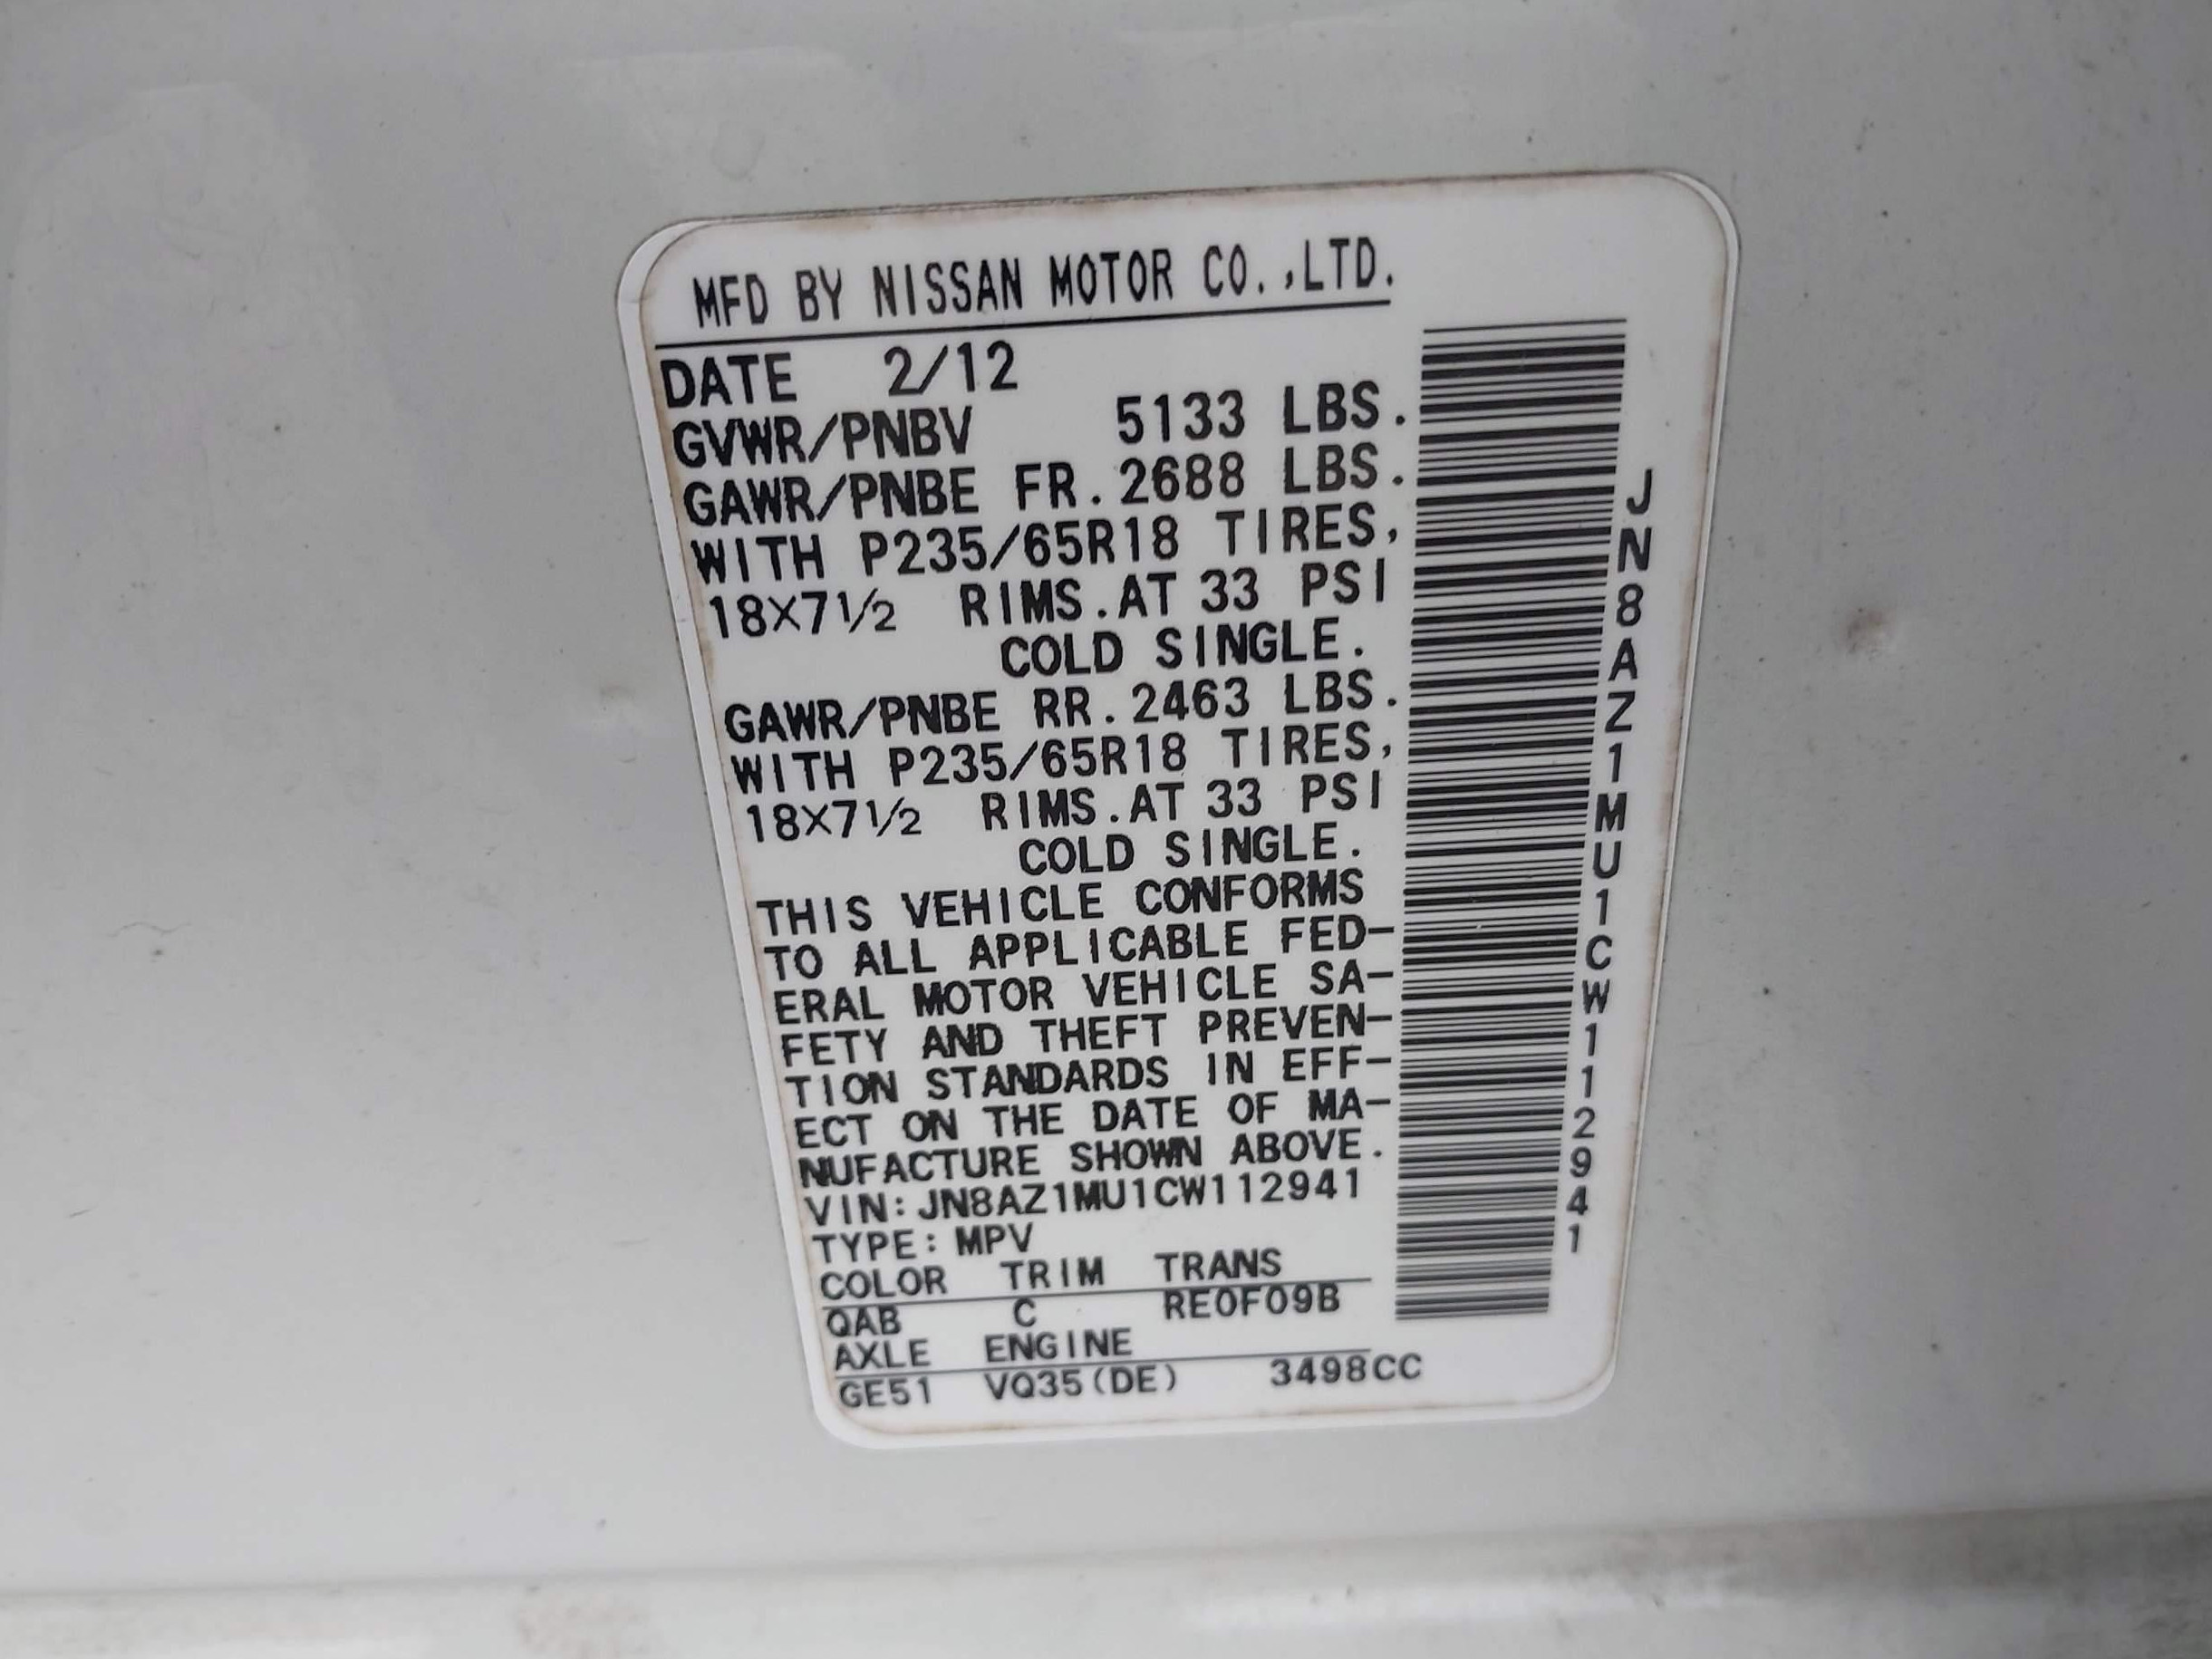 MFD BY NISSAN MOTOR CO.,LTD.
DATE 2/12
GVWR/PNBV 5133 LBS.
GAWR/PNBE FR.2688 LBS.
WITH P235/65R18 TIRES,
18X7½ RIMS.AT 33 PSI
COLD SINGLE.
GAWR/PNBE RR.2463 LBS.
WITH P235/65R18 TIRES,
18X7½ RIMS.AT 33 PSI
COLD SINGLE.
THIS VEHICLE CONFORMS
TO ALL APPLICABLE FED-
ERAL MOTOR VEHICLE SA-
FETY AND THEFT PREVEN-
TION STANDARDS IN EFF-
ECT ON THE DATE OF MA-
NUFACTURE SHOWN ABOVE.
VIN:JN8AZ1MU1CW112941
TYPE:MPV
COLOR TRIM TRANS
QAB C RE0F09B
AXLE ENGINE
GE51 VQ35(DE) 3498CC
JN8AZ1MU1CW112941